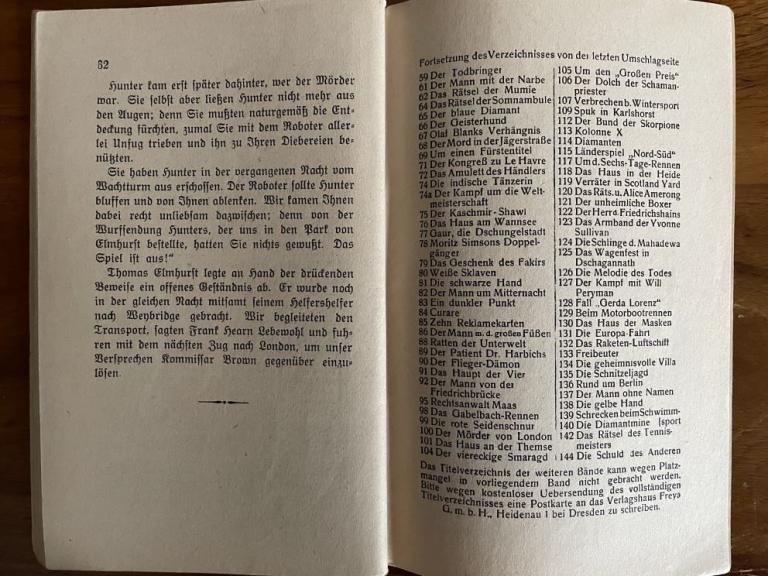 62
Hunter kam erst später dahinter, wer der Mörder
war. Sie selbst aber ließen Hunter nicht mehr aus
den Augen; denn Sie mußten naturgemäß die Ent-
deckung fürchten, zumal Sie mit dem Roboter aller-
lei Unfug trieben und ihn zu Ihren Diebereien be-
nützten.
Sie haben Hunter in der vergangenen Nacht vom
Wachtturm aus erschossen. Der Roboter sollte Hunter
bluffen und von Ihnen ablenken. Wir kamen Ihnen
dabei recht unliebsam dazwischen; denn von der
Wurfsendung Hunters, der uns in den Park von
Elmhurst bestellte, hatten Sie nichts gewußt. Das
Spiel ist aus!"
Thomas Elmhurst legte an Hand der drückenden
Beweise ein offenes Geständnis ab. Er wurde noch
in der gleichen Nacht mitsamt seinem Helfershelfer
nach Weybridge gebracht. Wir begleiteten den
Transport, sagten Frank Hearn Lebewohl und fuh-
ren mit dem nächsten Zug nach London, um unser
Versprechen Kommissar Brown gegenüber einzu-
lösen.
Fortsetzung des Verzeichnisses von der letzten Umschlagseite
59 Der Todbringer
61 Der Mann mit der Narbe
62 Das Rätsel der Mumie
64 Das Rätsel der Somnambule
65 Der blaue Diamant
66 Der Geisterhund
67 Olaf Blanks Verhängnis
68 Der Mord in der Jägerstraße
69 Um einen Fürstentitel
71 Der Kongreß zu Le Havre
72 Das Amulett des Händlers
74 Die indische Tänzerin
74a Der Kampf um die Welt-
meisterschaft
75 Der Kaschmir-Shawl
76 Das Haus am Wannsee
77 Gaur, die Dschungelstadt
78 Moritz Simsons Doppel-
gänger
79 Das Geschenk des Fakirs
80 Weiße Sklaven
81 Die schwarze Hand
82 Der Mann um Mitternacht
83 Ein dunkler Punkt
84 Curare
85 Zehn Reklamekarten
86 Der Mann m. d. großen Füßen
88 Ratten der Unterwelt
89 Der Patient Dr. Harbichs
90 Der Flieger-Dämon
91 Das Haupt der Vier
92 Der Mann von der
Friedrichbrücke
95 Rechtsanwalt Maas
98 Das Gabelbach-Rennen
99 Die rote Seidenschnur
100 Der Mörder von London
101 Das Haus an der Themse
104 Der viereckige Smaragd
105 Um den „Großen Preis"
106 Der Dolch der Schaman-
priester
107 Verbrechen b. Wintersport
109 Spuk in Karlshorst
112 Der Bund der Skorpione
113 Kolonne X
114 Diamanten
115 Länderspiel „Nord-Süd"
117 Um d. Sechs-Tage-Rennen
118 Das Haus in der Heide
119 Verräter in Scotland Yard
120 Das Räts. u. Alice Amerong
121 Der unheimliche Boxer
122 Der Herr v. Friedrichshains
123 Das Armband der Yvonne
Sullivan
124 Die Schlinge d. Mahadewa
125 Das Wagenfest in
Dschagannath
126 Die Melodie des Todes
127 Der Kampf mit Will
Peryman
128 Fall „Gerda Lorenz"
129 Beim Motorbootrennen
130 Das Haus der Masken
131 Die Europa-Fahrt
132 Das Raketen-Luftschiff
133 Freibeuter
134 Die geheimnisvolle Villa
135 Die Schnitzeljagd
136 Rund um Berlin
137 Der Mann ohne Namen
138 Die gelbe Hand
139 Schrecken beim Schwimm-
140 Die Diamantmine [sport
142 Das Rätsel des Tennis-
meisters
144 Die Schuld des Anderen
Das Titelverzeichnis der weiteren Bände kann wegen Platz-
mangel in vorliegendem Band nicht gebracht werden.
Bitte wegen kostenloser Uebersendung des vollständigen
Titelverzeichnisses eine Postkarte an das Verlagshaus Freya
G. m. b. H., Heidenau 1 bei Dresden zu schreiben.